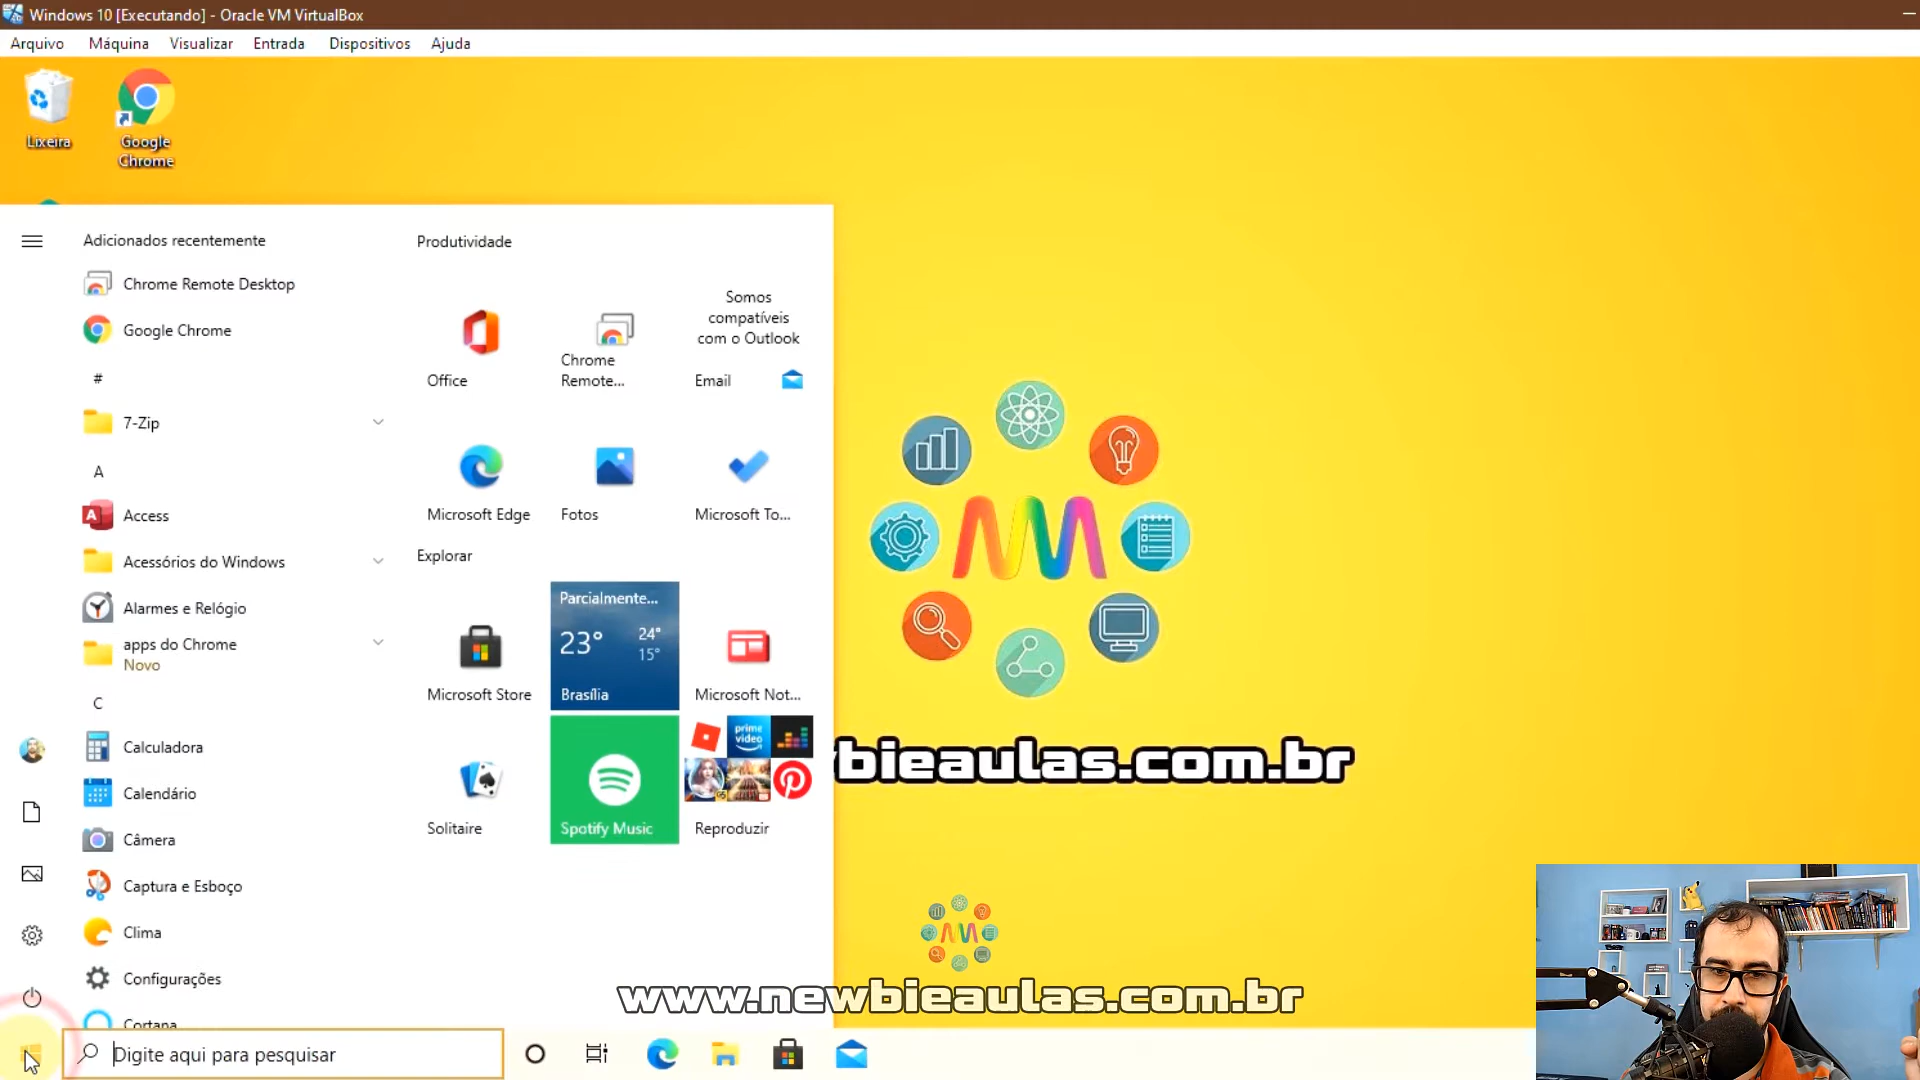 Windows 10 [Executando] - Oracle VM VirtualBox
Arquivo Máquina Visualizar Entrada Dispositivos Ajuda
Lixeira
Google
Chrome
Adicionados recentemente
Chrome Remote Desktop
Google Chrome
#
7-Zip
A
Access
Acessórios do Windows
Alarmes e Relógio
apps do Chrome
Novo
C
Calculadora
Calendário
Câmera
Captura e Esboço
Clima
Configurações
Cortana
Produtividade
Office
Chrome
Remote...
Somos
compatíveis
com o Outlook
Email
Microsoft Edge
Fotos
Microsoft To...
Explorar
Microsoft Store
Parcialmente...
23°
24°
15°
Brasília
Microsoft Not...
Solitaire
Spotify Music
prime
video
Reproduzir
wbieaulas.com.br
www.newbieaulas.com.br
Digite aqui para pesquisar